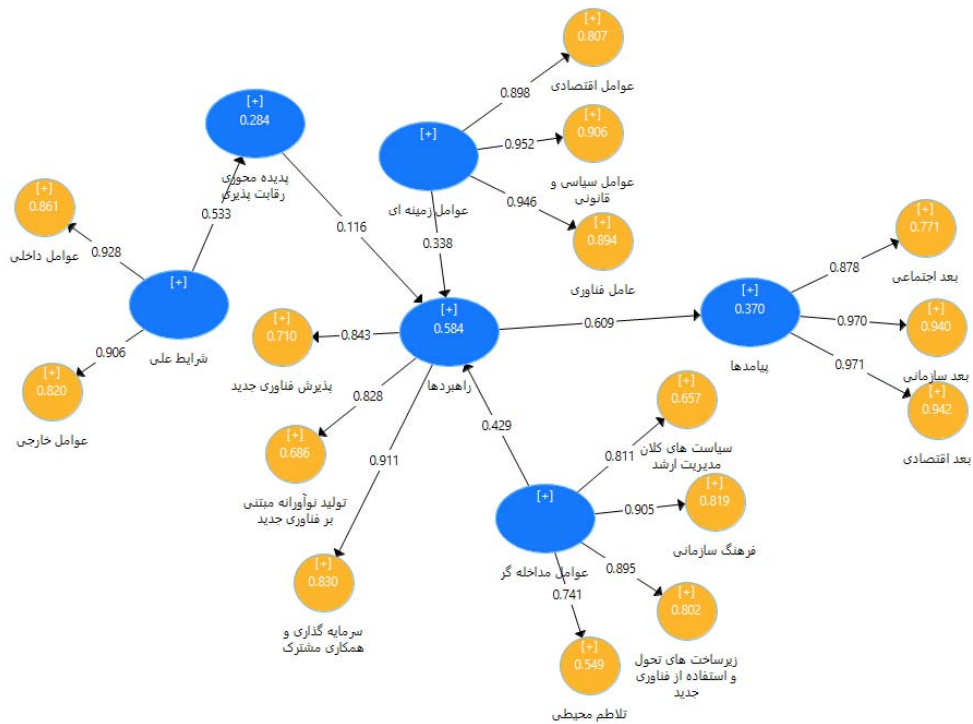 [+]
0.807
عوامل اقتصادی
0.898
[+]
0.284
پدیده محوری
رقابت پذیری
[+]
عوامل زمینه ای
0.952
[+]
0.906
عوامل سیاسی و
قانونی
0.946
[+]
0.894
عامل فناوری
[+]
0.861
عوامل داخلی
0.928
0.533
0.116
0.338
[+]
شرایط علی
0.906
[+]
0.820
عوامل خارجی
[+]
0.584
راهبردها
0.609
[+]
0.370
پیامدها
0.878
[+]
0.771
بعد اجتماعی
0.970
[+]
0.940
بعد سازمانی
0.971
[+]
0.942
بعد اقتصادی
0.843
[+]
0.710
پذیرش فناوری جدید
0.828
[+]
0.686
تولید نوآورانه مبتنی
بر فناوری جدید
0.911
[+]
0.830
سرمایه گذاری و
همکاری مشترک
0.429
[+]
عوامل مداخله گر
0.811
[+]
0.657
سیاست های کلان
مدیریت ارشد
0.905
[+]
0.819
فرهنگ سازمانی
0.895
[+]
0.802
زیرساخت های تحول
و استفاده از فناوری
جدید
0.741
[+]
0.549
تلاطم محیطی